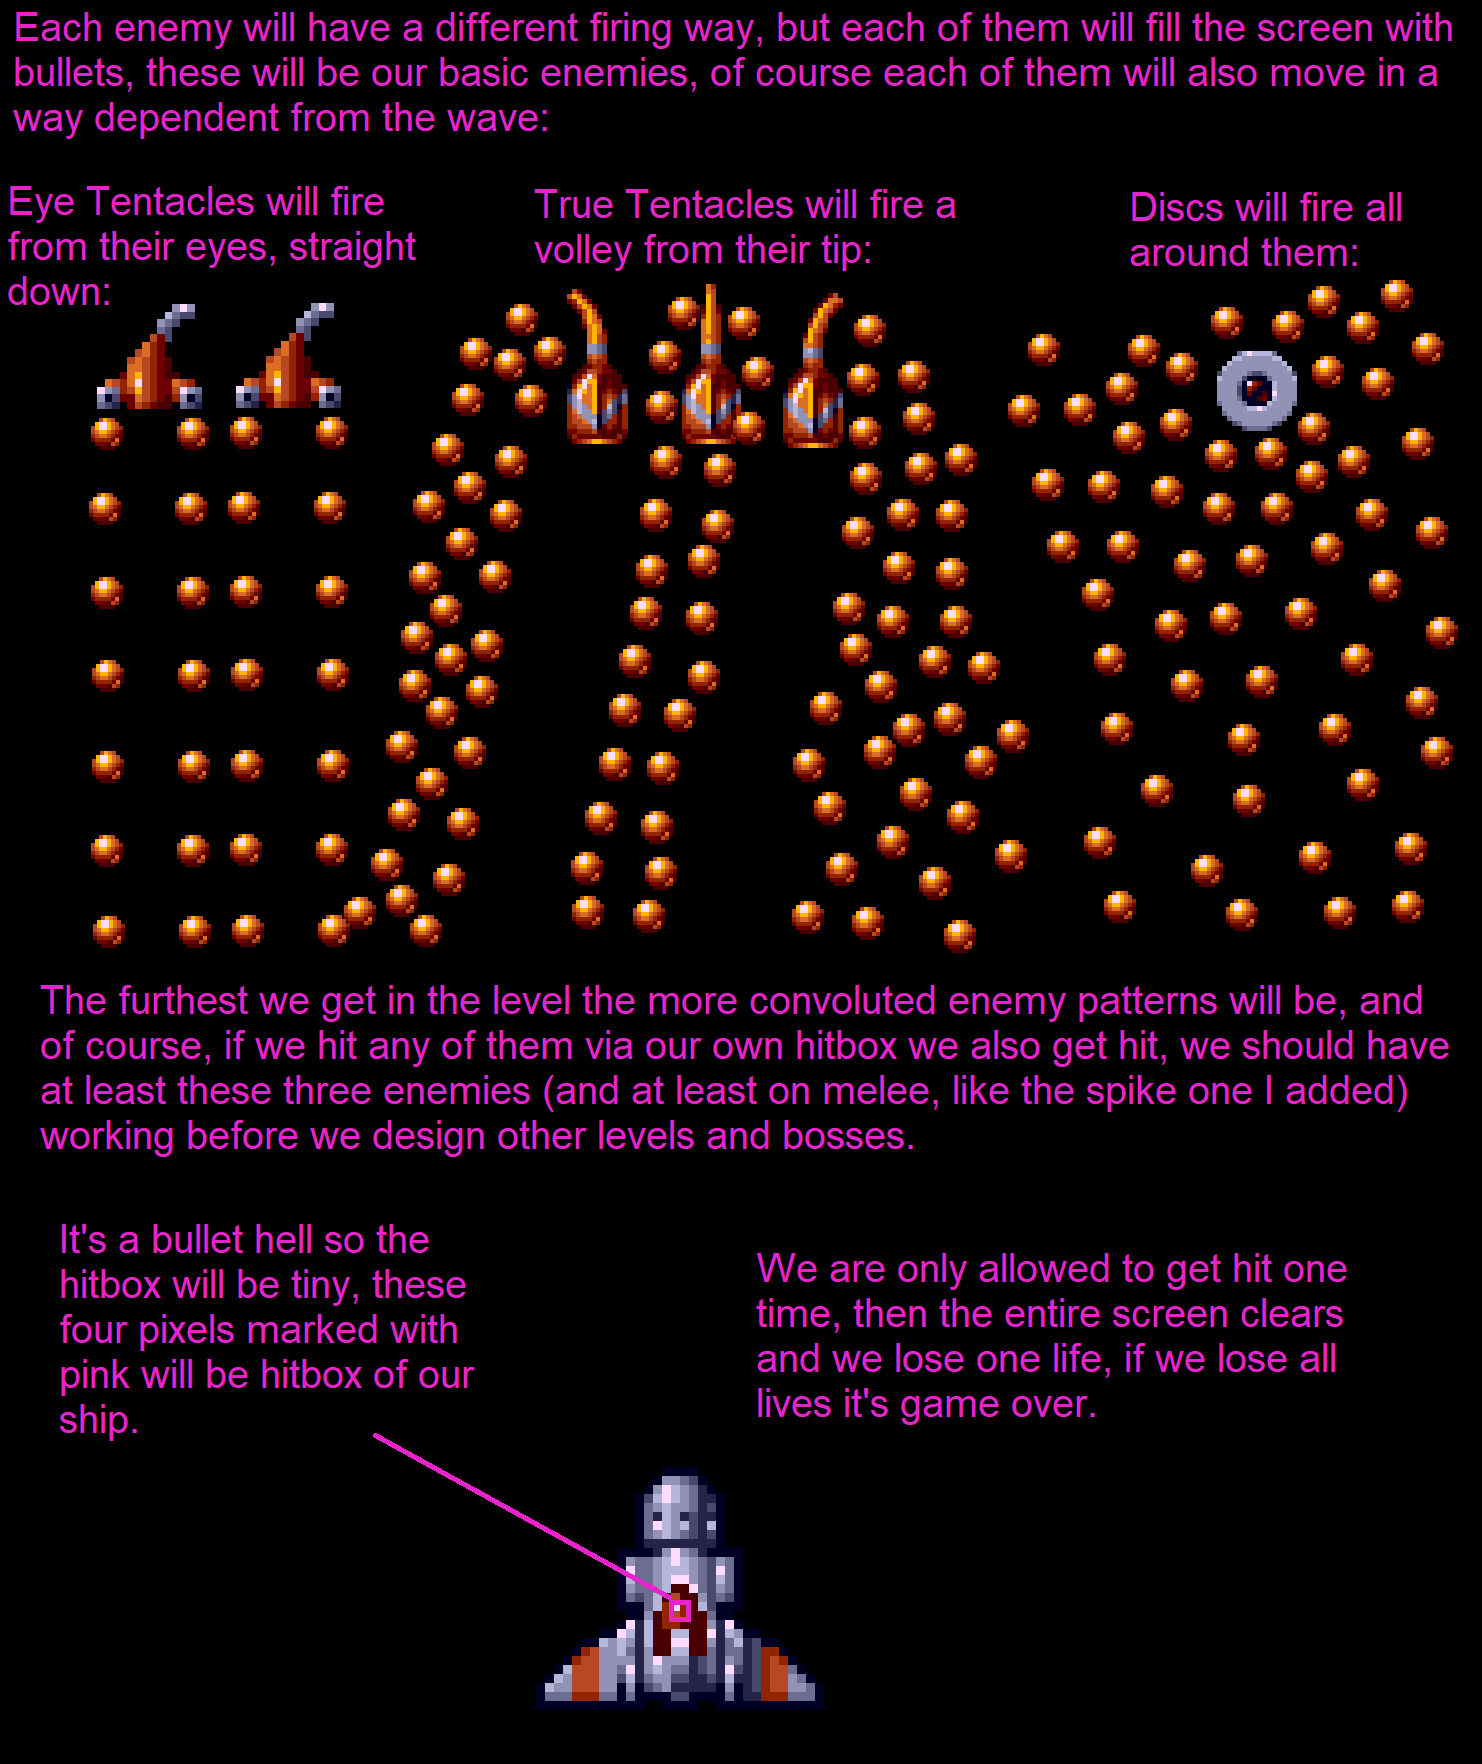 Each enemy will have a different firing way, but each of them will fill the screen with
bullets, these will be our basic enemies, of course each of them will also move in a
way dependent from the wave:
Eye Tentacles will fire
from their eyes, straight
down:
True Tentacles will fire a
volley from their tip:
Discs will fire all
around them:
The furthest we get in the level the more convoluted enemy patterns will be, and
of course, if we hit any of them via our own hitbox we also get hit, we should have
at least these three enemies (and at least on melee, like the spike one I added)
working before we design other levels and bosses.
It's a bullet hell so the
hitbox will be tiny, these
four pixels marked with
pink will be hitbox of our
ship.
We are only allowed to get hit one
time, then the entire screen clears
and we lose one life, if we lose all
lives it's game over.